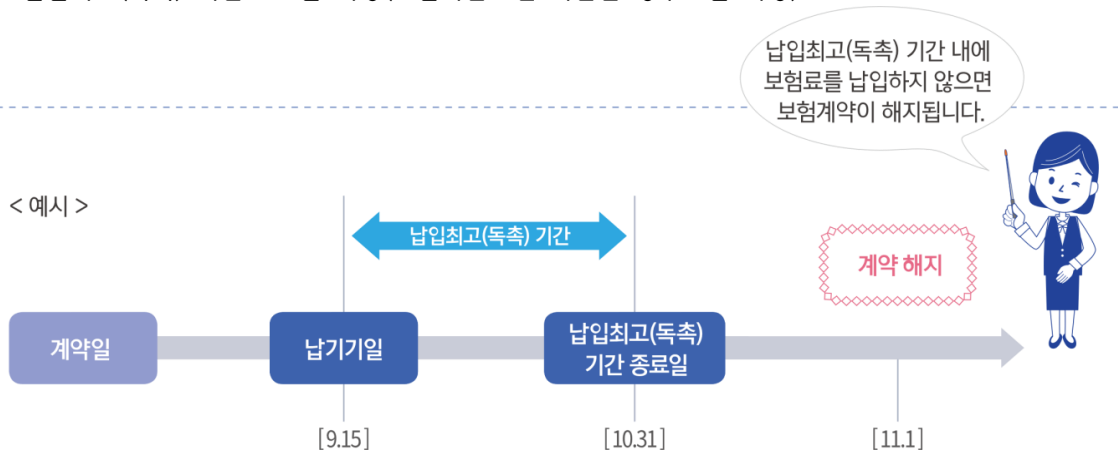 납입최고(독촉) 기간 내에
보험료를 납입하지 않으면
보험계약이 해지됩니다.
< 예시 >
납입최고(독촉) 기간
계약 해지
계약일
납기기일
납입최고(독촉)
기간 종료일
[9.15]
[10.31]
[11.1]